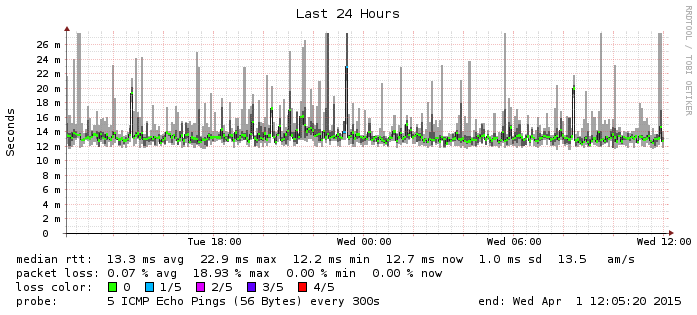 Last 24 Hours
RRDTOOL / TOBI OETIKER
Seconds
26 m
24 m
22 m
20 m
18 m
16 m
14 m
12 m
10 m
8 m
6 m
4 m
2 m
0
Tue 18:00 Wed 00:00 Wed 06:00 Wed 12:00
median rtt: 13.3 ms avg 22.9 ms max 12.2 ms min 12.7 ms now 1.0 ms sd 13.5 am/s
packet loss: 0.07 % avg 18.93 % max 0.00 % min 0.00 % now
loss color: 0 1/5 2/5 3/5 4/5
probe: 5 ICMP Echo Pings (56 Bytes) every 300s end: Wed Apr 1 12:05:20 2015